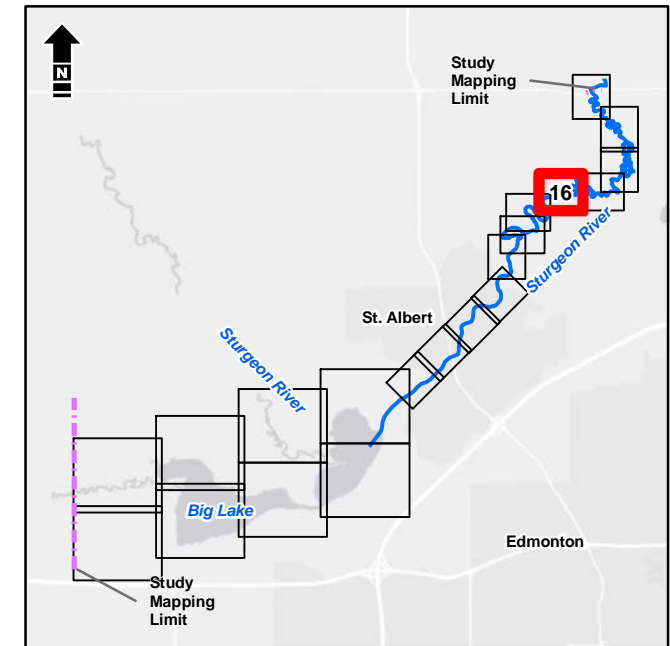 N
Study
Mapping
Limit
16
Sturgeon River
St. Albert
Sturgeon River
Big Lake
Edmonton
Study
Mapping
Limit